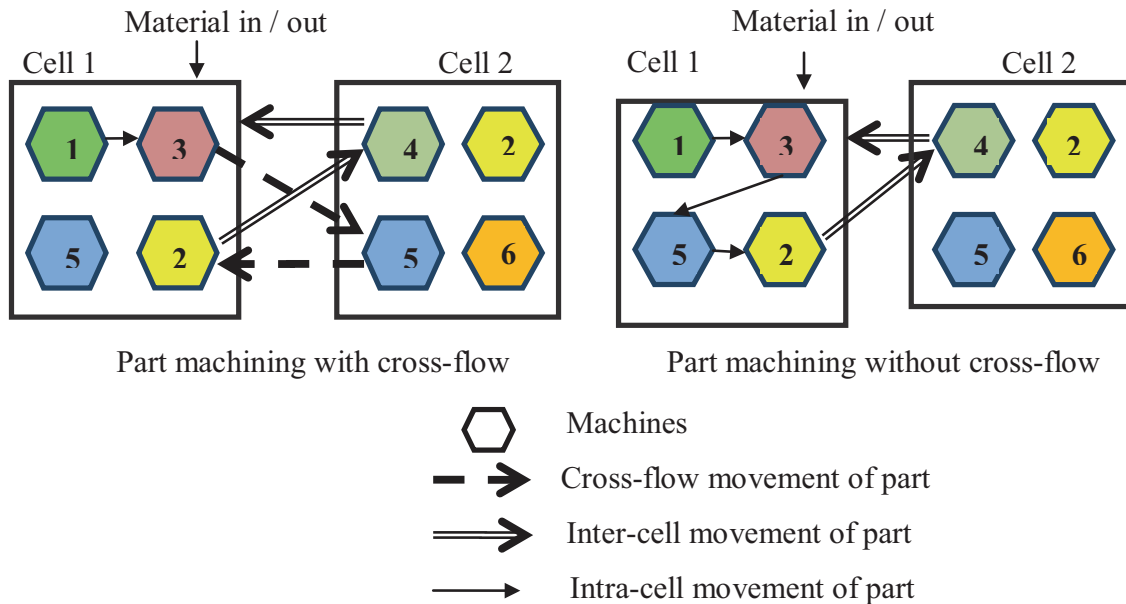 Material in / out
Cell 1
Cell 2
1
3
4
2
5
2
5
6
Part machining with cross-flow
Material in / out
Cell 1
Cell 2
1
3
4
2
5
2
5
6
Part machining without cross-flow
Machines
Cross-flow movement of part
Inter-cell movement of part
Intra-cell movement of part